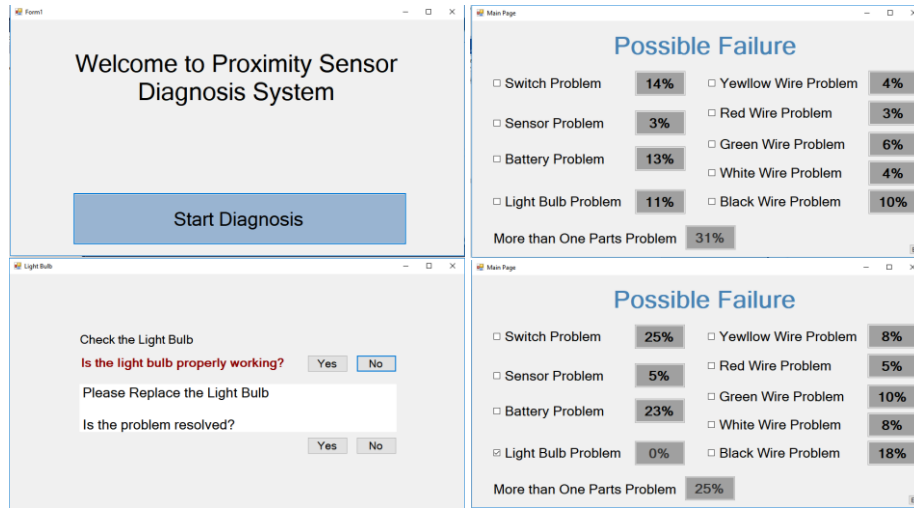 Form1
Welcome to Proximity Sensor
Diagnosis System
Start Diagnosis
Main Page
Possible Failure
Switch Problem 14% Yewllow Wire Problem 4%
Sensor Problem 3% Red Wire Problem 3%
Battery Problem 13% Green Wire Problem 6%
White Wire Problem 4%
Light Bulb Problem 11% Black Wire Problem 10%
More than One Parts Problem 31%
Light Bulb
Check the Light Bulb
Is the light bulb properly working? Yes No
Please Replace the Light Bulb
Is the problem resolved?
Yes No
Main Page
Possible Failure
Switch Problem 25% Yewllow Wire Problem 8%
Sensor Problem 5% Red Wire Problem 5%
Battery Problem 23% Green Wire Problem 10%
White Wire Problem 8%
Light Bulb Problem 0% Black Wire Problem 18%
More than One Parts Problem 25%